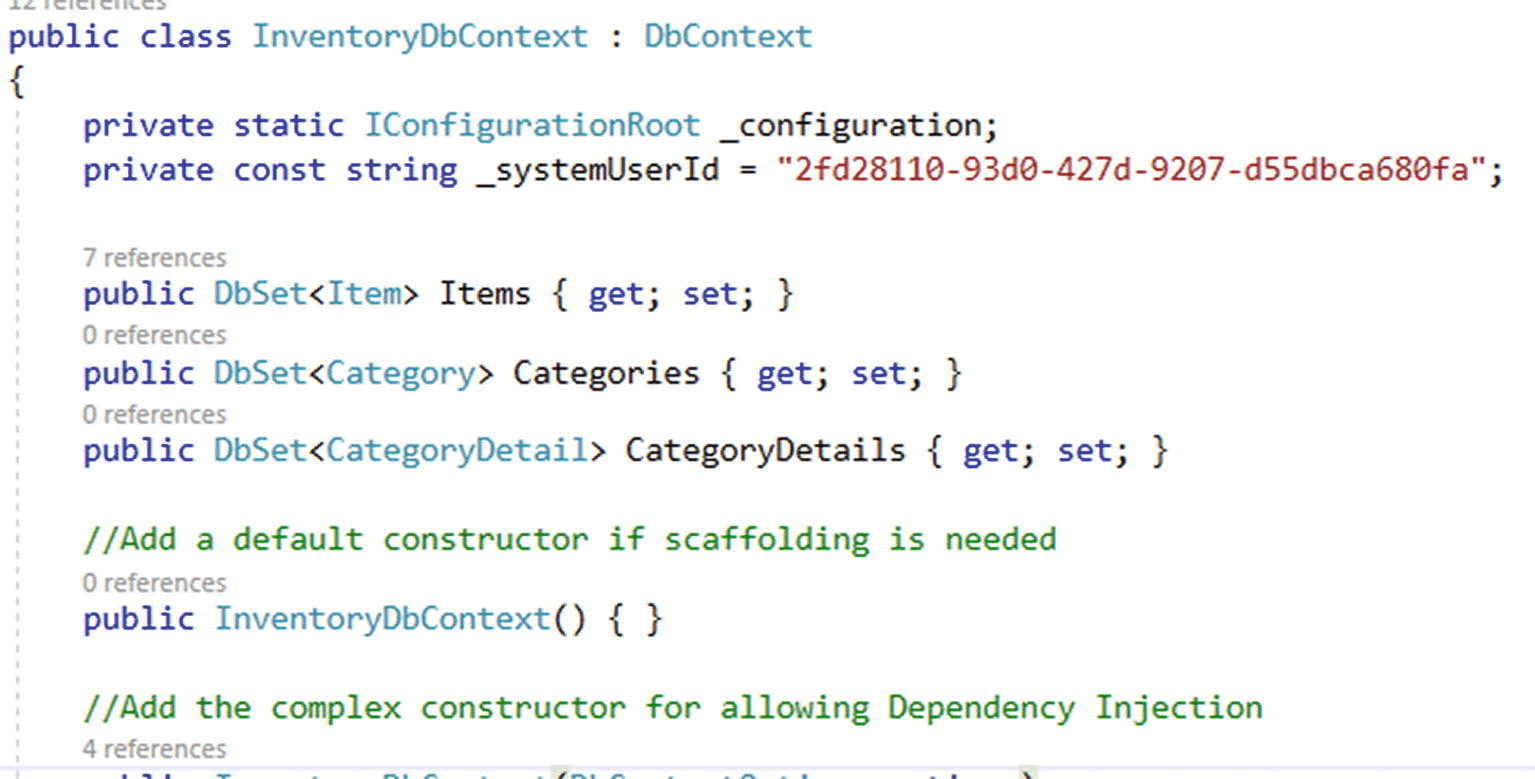 12 references
public class InventoryDbContext : DbContext
{
private static IConfigurationRoot _configuration;
private const string _systemUserId = "2fd28110-93d0-427d-9207-d55dbca680fa";
7 references
public DbSet<Item> Items { get; set; }
0 references
public DbSet<Category> Categories { get; set; }
0 references
public DbSet<CategoryDetail> CategoryDetails { get; set; }
//Add a default constructor if scaffolding is needed
0 references
public InventoryDbContext() { }
//Add the complex constructor for allowing Dependency Injection
4 references